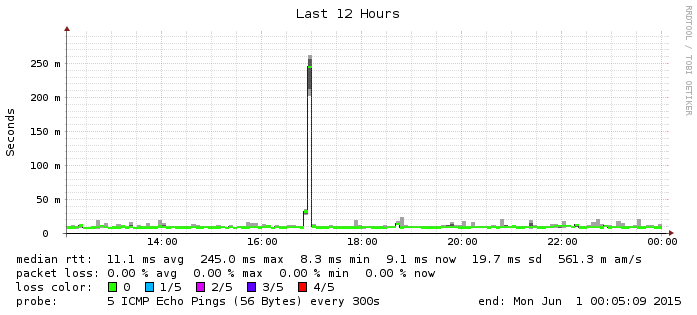 Last 12 Hours
RRDTOOL / TOBI OETIKER
Seconds
250 m
200 m
150 m
100 m
50 m
0
14:00 16:00 18:00 20:00 22:00 00:00
median rtt: 11.1 ms avg 245.0 ms max 8.3 ms min 9.1 ms now 19.7 ms sd 561.3 m am/s
packet loss: 0.00 % avg 0.00 % max 0.00 % min 0.00 % now
loss color: 0 1/5 2/5 3/5 4/5
probe: 5 ICMP Echo Pings (56 Bytes) every 300s end: Mon Jun 1 00:05:09 2015